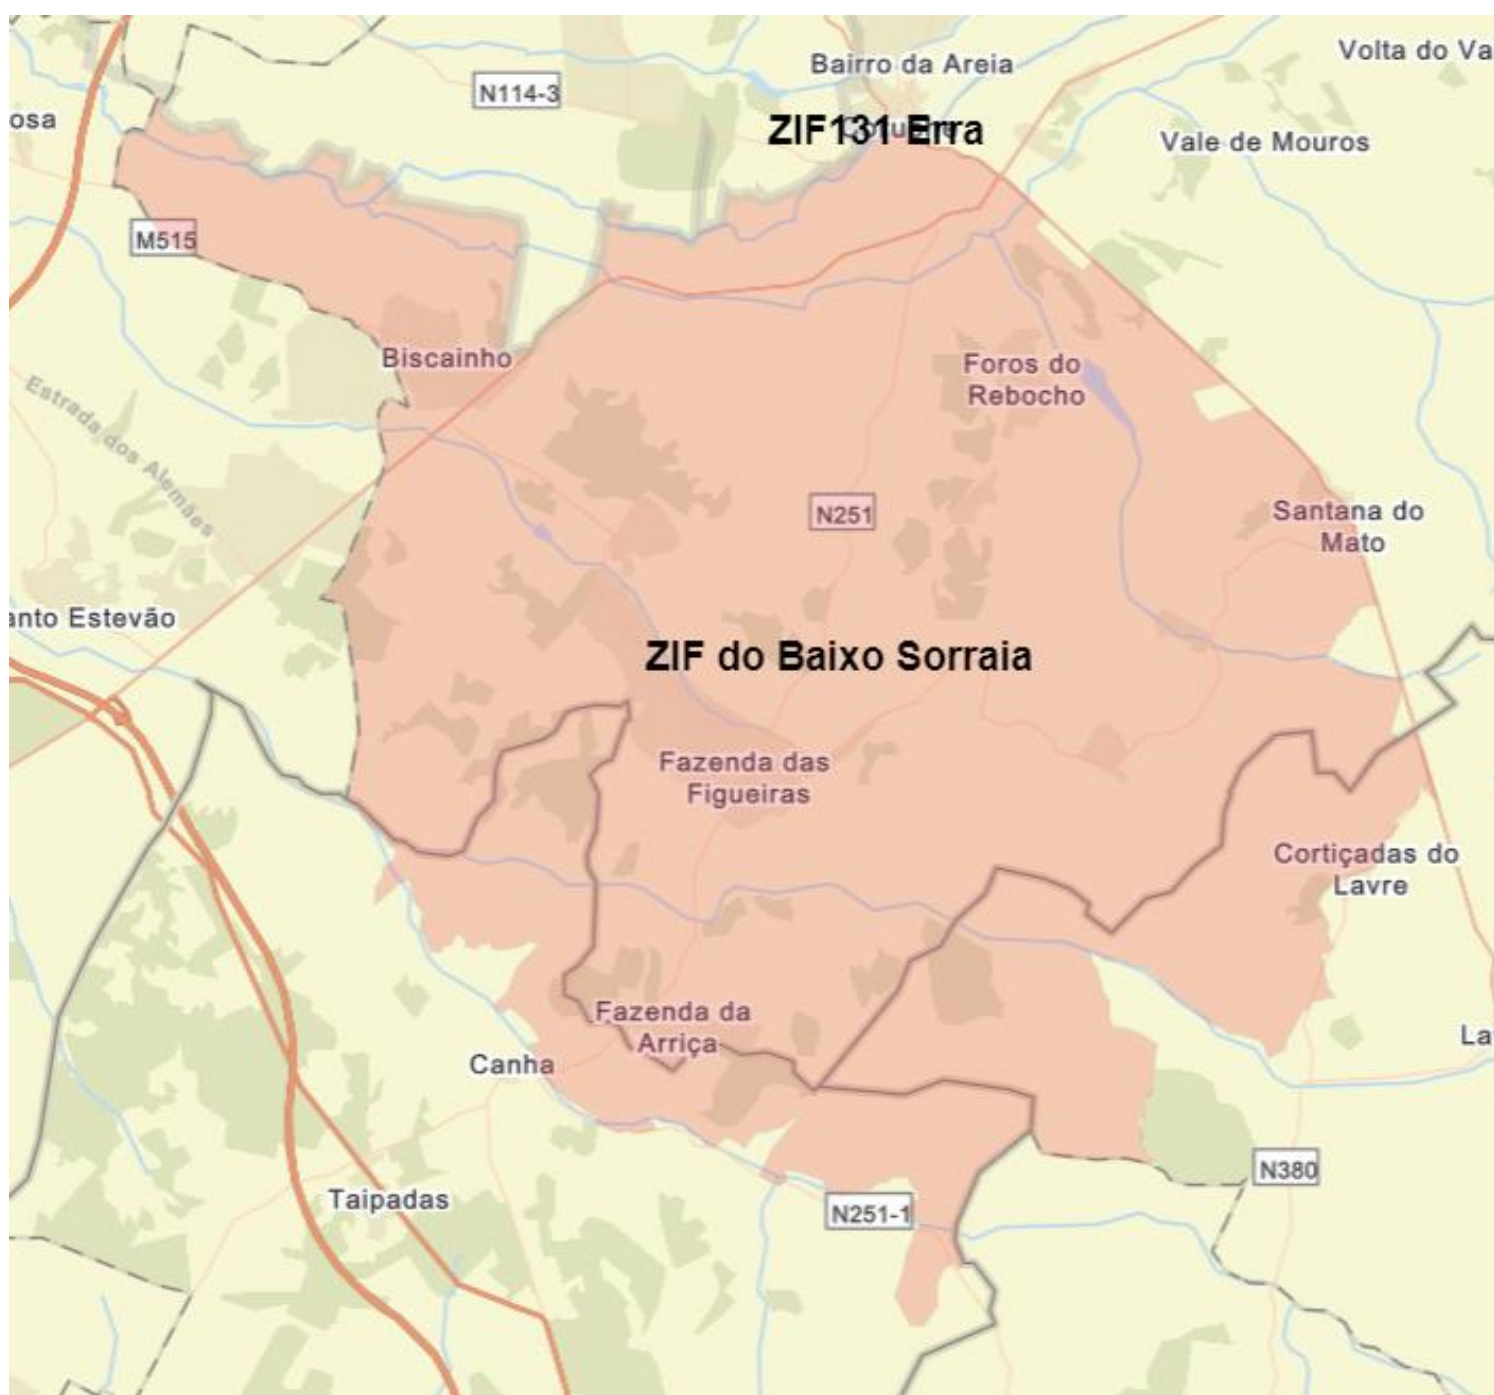 Volta do Va
Bairro da Areia
N114-3
osa
ZIF131 Erra
Vale de Mouros
M515
Biscainho
Foros do
Rebocho
Estrada dos Alemães
N251
Santana do
Mato
anto Estevão
ZIF do Baixo Sorraia
Fazenda das
Figueiras
Cortiçadas do
Lavre
Fazenda da
Arriça
La
Canha
N380
Taipadas
N251-1